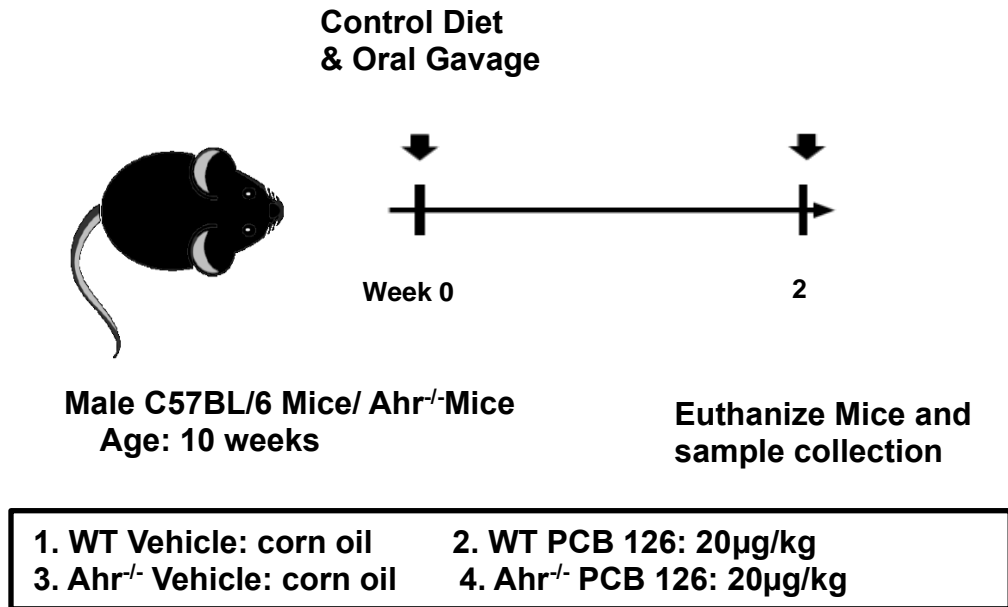 Control Diet
& Oral Gavage
Week 0
2
Male C57BL/6 Mice/ Ahr-/-Mice
Age: 10 weeks
Euthanize Mice and
sample collection
1. WT Vehicle: corn oil 2. WT PCB 126: 20µg/kg
3. Ahr-/- Vehicle: corn oil 4. Ahr-/- PCB 126: 20µg/kg